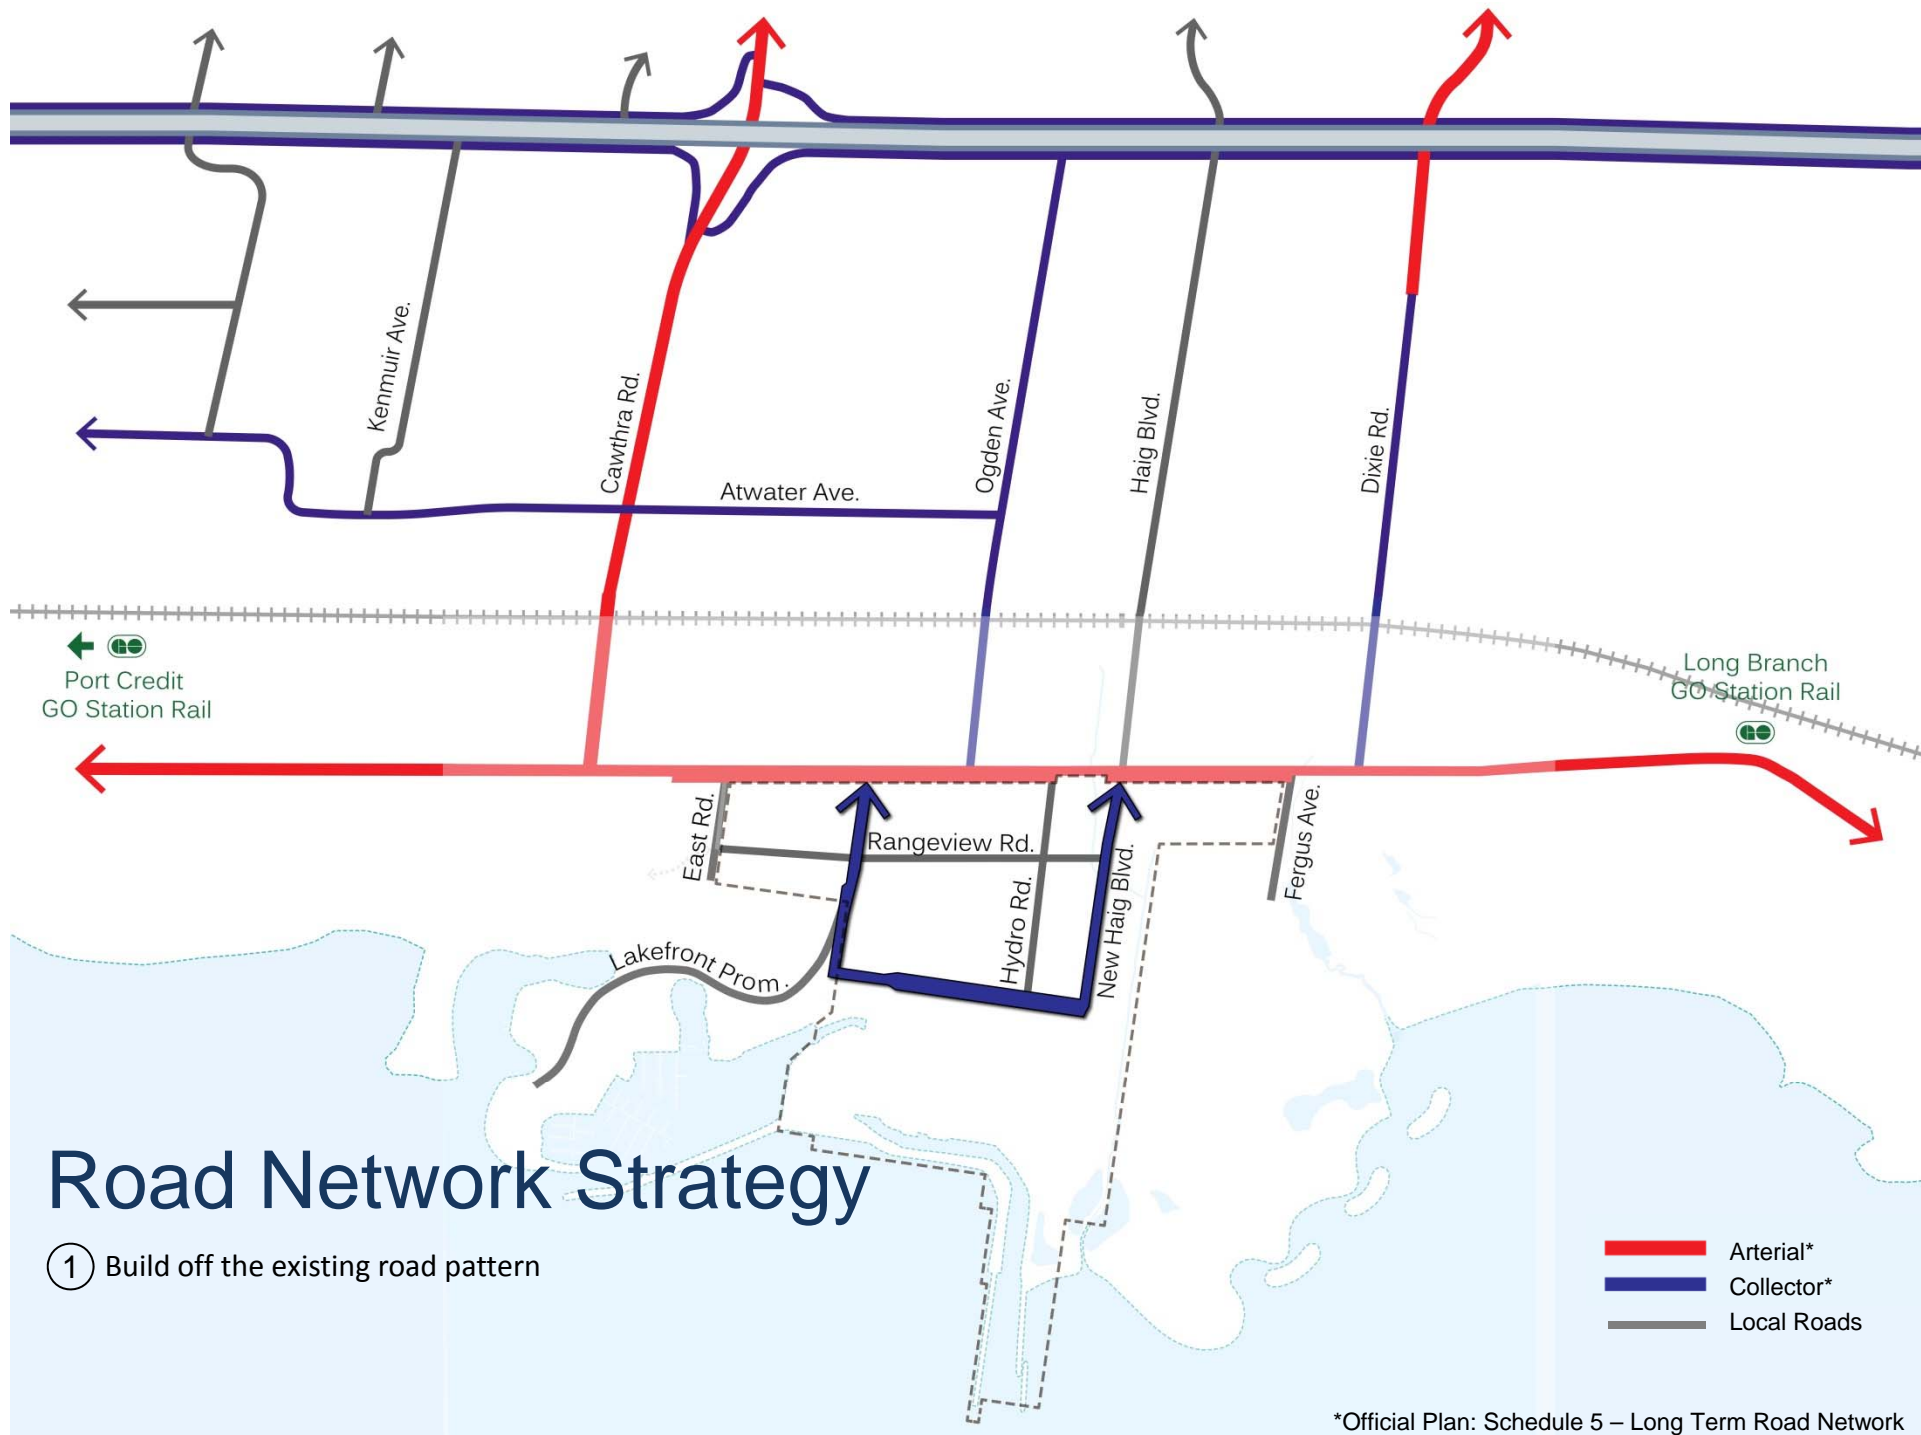 Kenmuir Ave.
Cawthra Rd.
Atwater Ave.
Ogden Ave.
Haig Blvd.
Dixie Rd.
GO
Port Credit
GO Station Rail
Long Branch
GO Station Rail
GO
East Rd.
Rangeview Rd.
Hydro Rd.
New Haig Blvd.
Fergus Ave.
Lakefront Prom.
Road Network Strategy
1 Build off the existing road pattern
Arterial*
Collector*
Local Roads
*Official Plan: Schedule 5 – Long Term Road Network